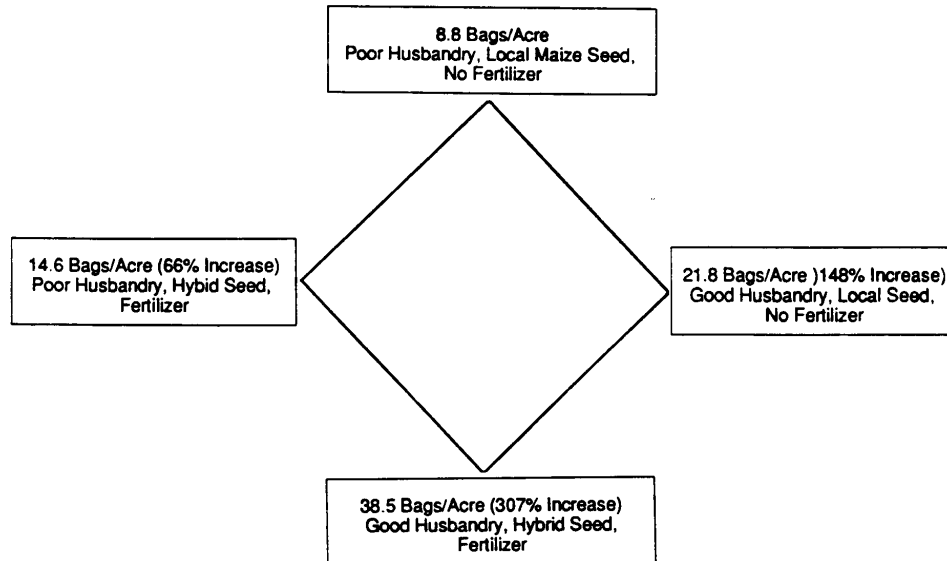 8.8 Bags/Acre
Poor Husbandry, Local Maize Seed,
No Fertilizer
14.6 Bags/Acre (66% Increase)
Poor Husbandry, Hybid Seed,
Fertilizer
21.8 Bags/Acre )148% Increase)
Good Husbandry, Local Seed,
No Fertilizer
38.5 Bags/Acre (307% Increase)
Good Husbandry, Hybrid Seed,
Fertilizer